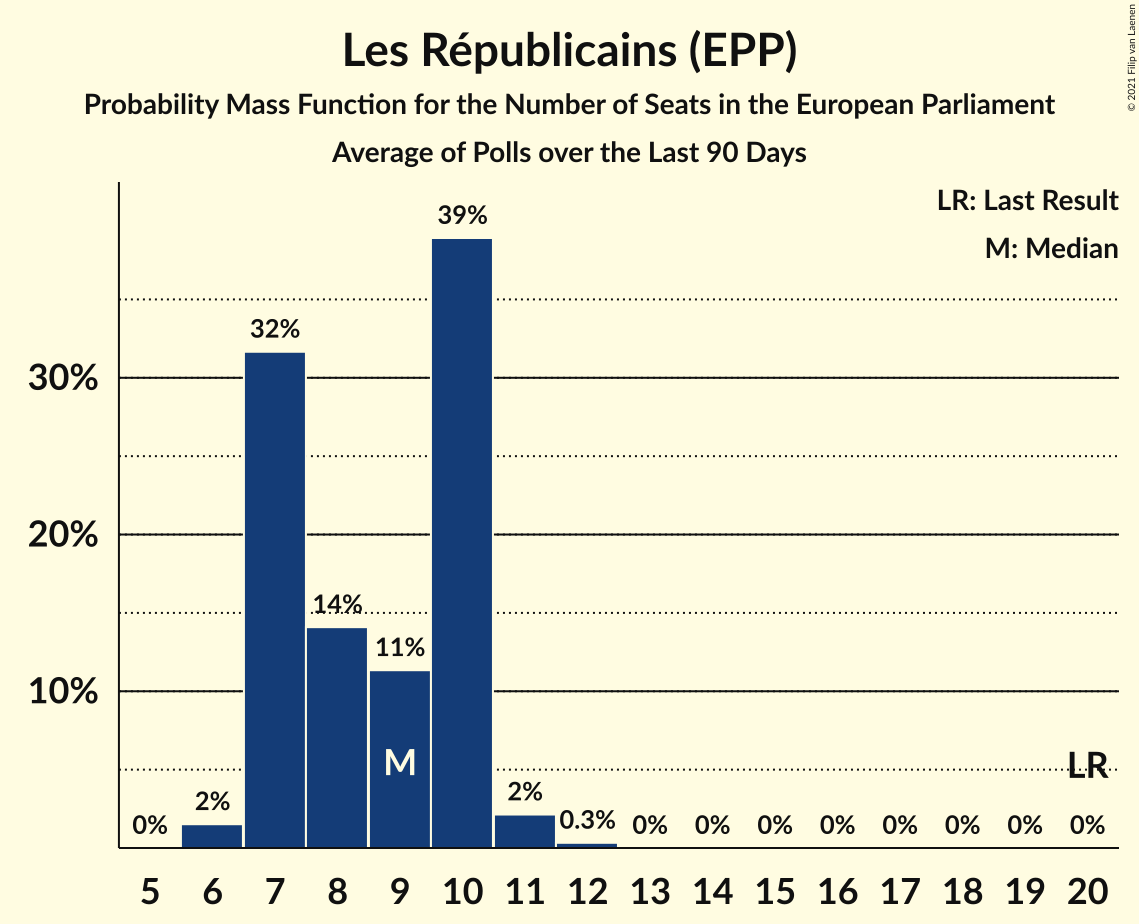 Les Républicains (EPP)
Probability Mass Function for the Number of Seats in the European Parliament
Average of Polls over the Last 90 Days
© 2021 Filip van Laenen
LR: Last Result
M: Median
39%
32%
30%
20%
14%
11%
10%
M
LR
0%
2%
2%
0.3%
0%
0%
0%
0%
0%
0%
0%
0%
5 6 7 8 9 10 11 12 13 14 15 16 17 18 19 20